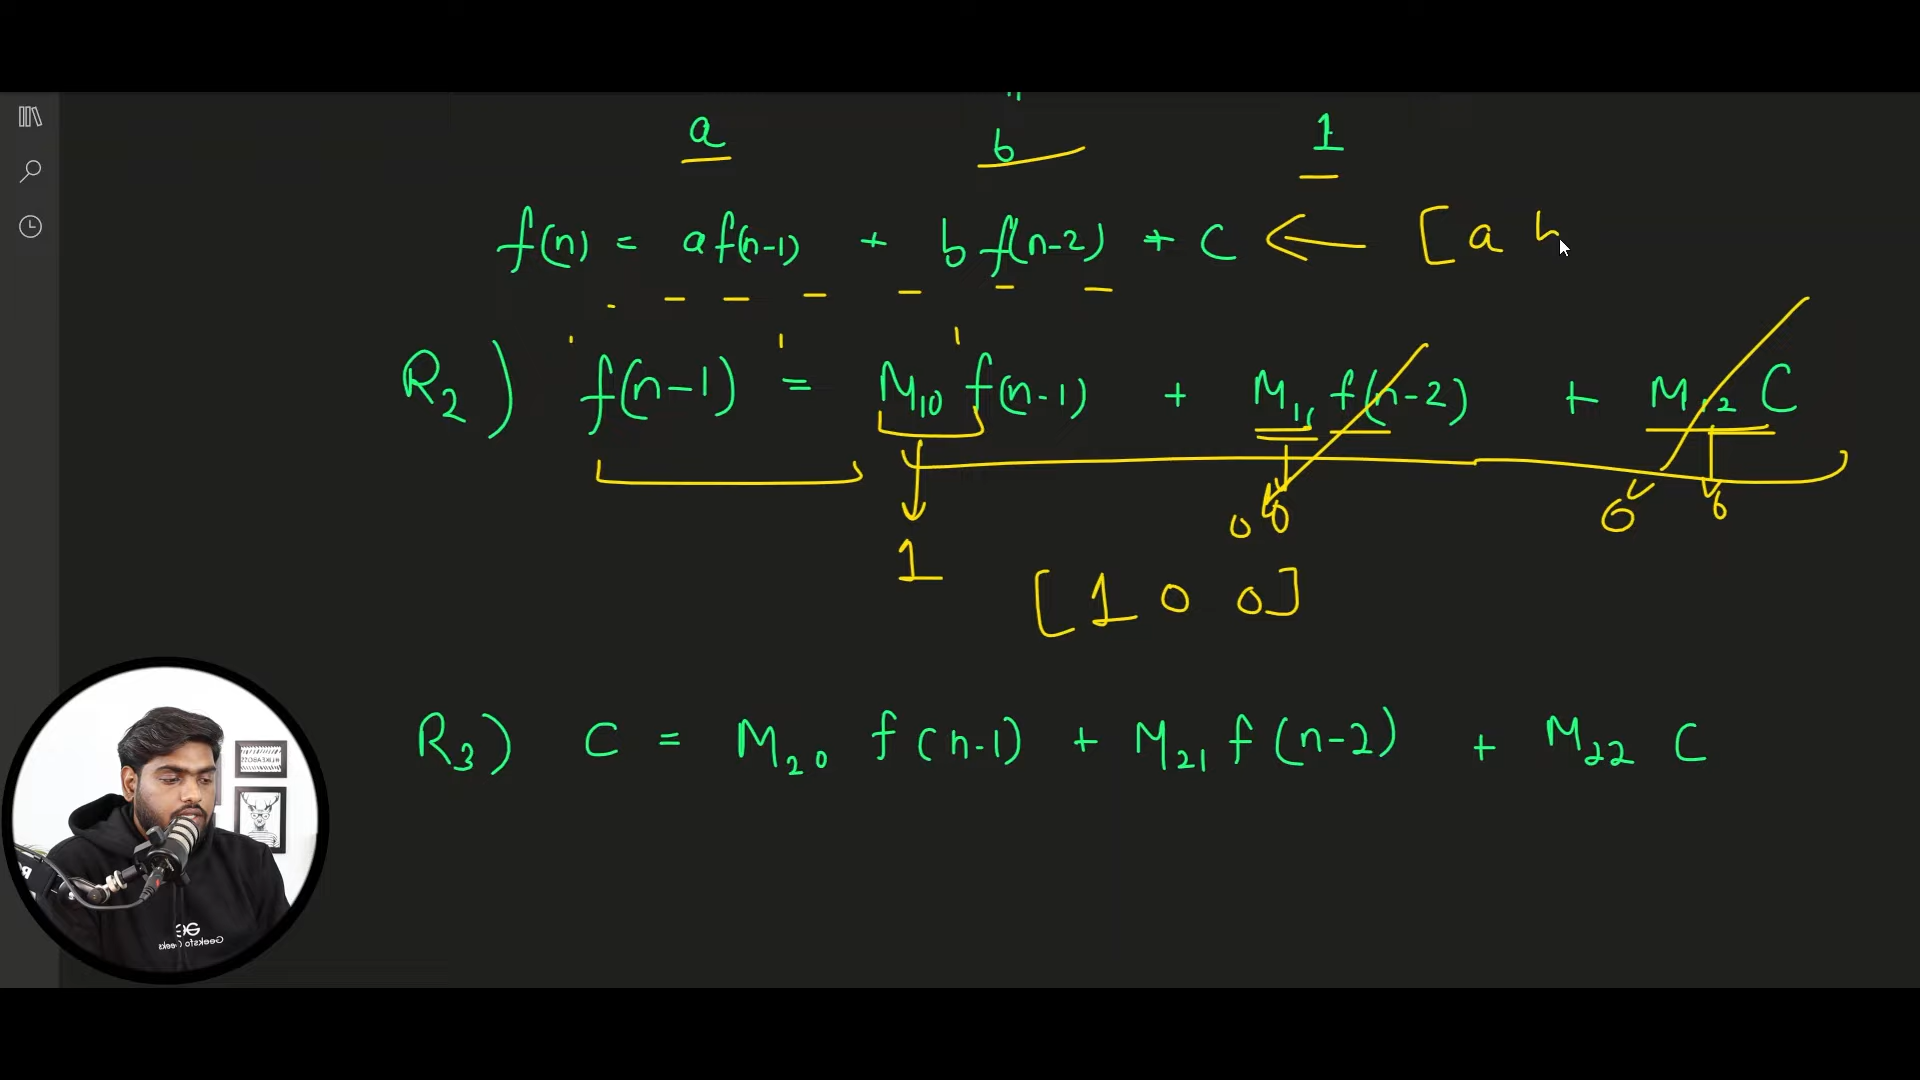 a b 1
f(n) = af(n-1) + b f(n-2) + C ← [a b
R2) f(n-1) = M10 f(n-1) + M11 f(n-2) + M12 C
0 0 0 0
1
[1 0 0]
R3) C = M20 f(n-1) + M21 f(n-2) + M22 C